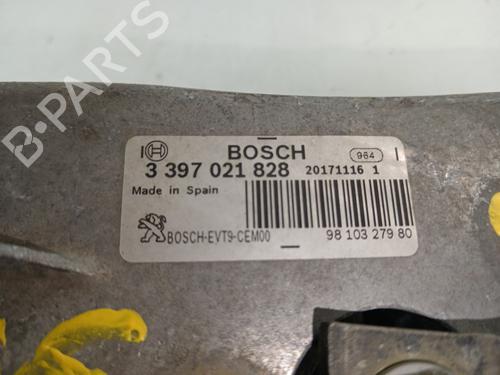 BOSCH
964
3 397 021 828
20171116 1
Made in Spain
BOSCH-EVT9-CEM00
98 103 279 80
B-PARTS